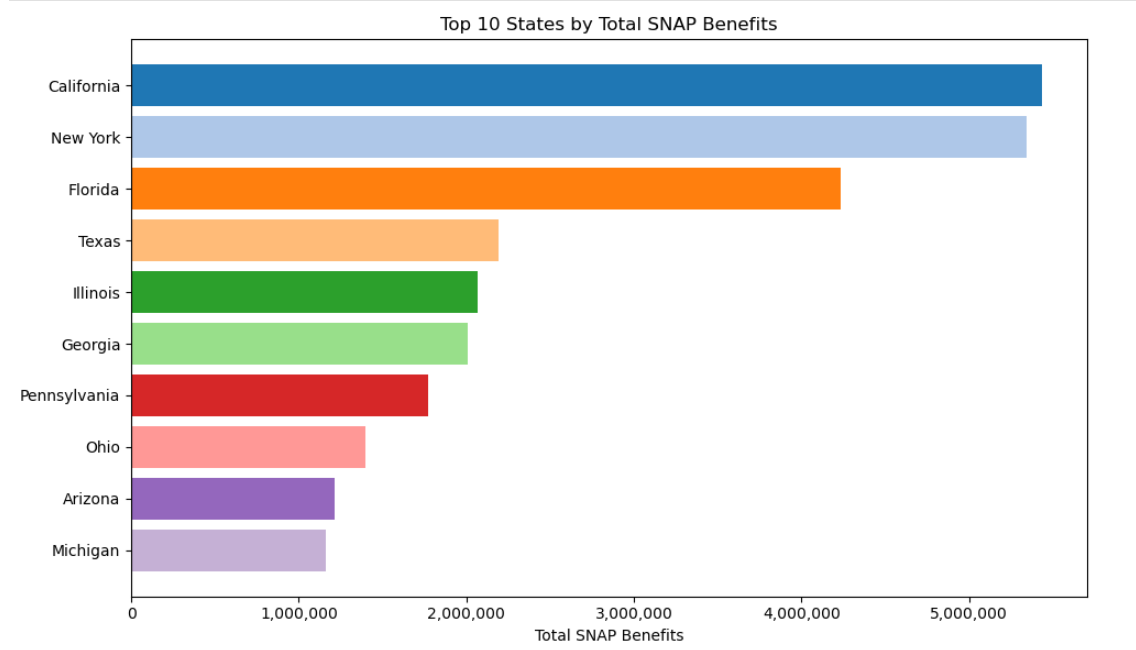 Top 10 States by Total SNAP Benefits
California
New York
Florida
Texas
Illinois
Georgia
Pennsylvania
Ohio
Arizona
Michigan
0 1,000,000 2,000,000 3,000,000 4,000,000 5,000,000
Total SNAP Benefits